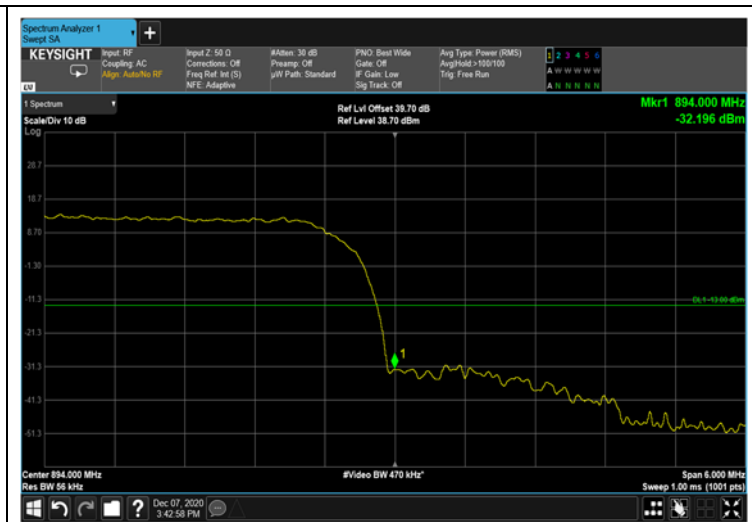 Spectrum Analyzer 1
Swept SA
+
KEYSIGHT
Input: RF
Coupling: AC
Align: Auto/No RF
Input Z: 50 Ω
Corrections: Off
Freq Ref: Int (S)
NFE: Adaptive
#Atten: 30 dB
Preamp: Off
µW Path: Standard
PNO: Best Wide
Gate: Off
IF Gain: Low
Sig Track: Off
Avg Type: Power (RMS)
Avg|Hold:>100/100
Trig: Free Run
1 2 3 4 5 6
A W W W W W
A N N N N N
LXI
1 Spectrum
Scale/Div 10 dB
Log
Ref Lvl Offset 39.70 dB
Ref Level 38.70 dBm
Mkr1 894.000 MHz
-32.196 dBm
28.7
18.7
8.70
-1.30
-11.3
-21.3
-31.3
-41.3
-51.3
DL1 -13.00 dBm
1
Center 894.000 MHz
Res BW 56 kHz
#Video BW 470 kHz*
Span 6.000 MHz
Sweep 1.00 ms (1001 pts)
?
Dec 07, 2020
3:42:58 PM